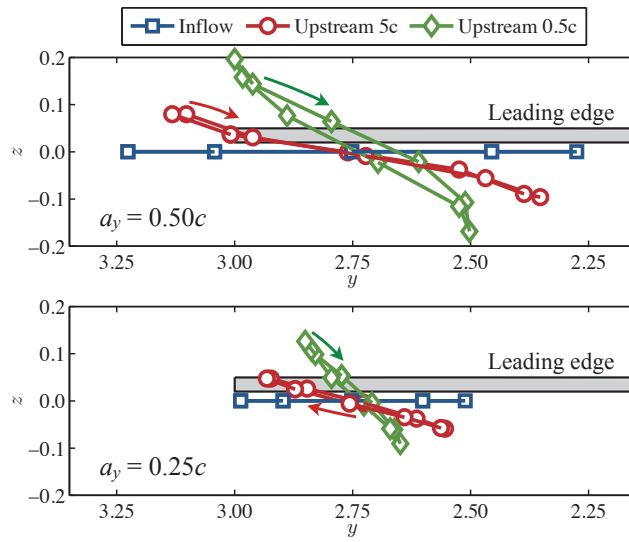 Inflow Upstream 5c Upstream 0.5c
0.2
0.1
0.0
−0.1
−0.2
z
Leading edge
a_y = 0.50c
3.25 3.00 2.75 2.50 2.25
y
0.2
0.1
0.0
−0.1
−0.2
z
Leading edge
a_y = 0.25c
3.25 3.00 2.75 2.50 2.25
y